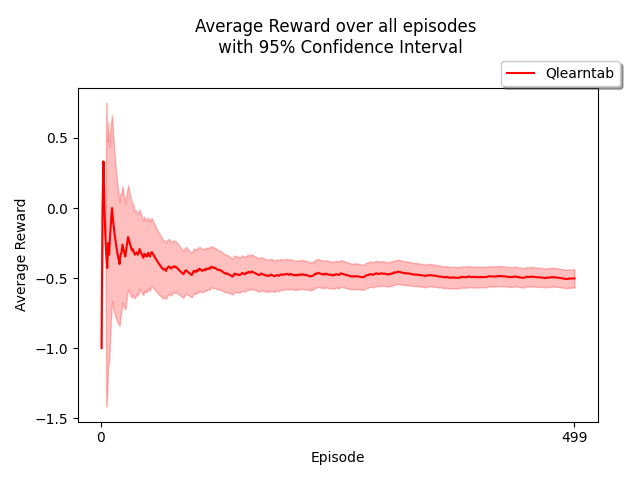 Average Reward over all episodes
with 95% Confidence Interval
Qlearntab
0.5
0.0
−0.5
−1.0
−1.5
Average Reward
0
499
Episode